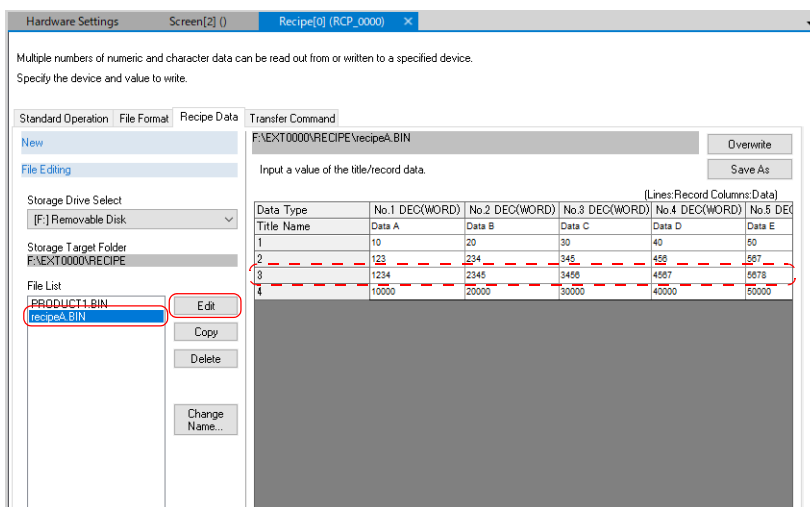 Hardware Settings Screen[2] () Recipe[0] (RCP_0000) ×
Multiple numbers of numeric and character data can be read out from or written to a specified device.
Specify the device and value to write.
Standard Operation File Format Recipe Data Transfer Command
New
File Editing
Storage Drive Select
[F:] Removable Disk
Storage Target Folder
F:\EXT0000\RECIPE
File List
PRODUCT1.BIN
recipeA.BIN
Edit
Copy
Delete
Change
Name...
F:\EXT0000\RECIPE\recipeA.BIN
Overwrite
Input a value of the title/record data.
Save As
(Lines:Record Columns:Data)
Data Type No.1 DEC(WORD) No.2 DEC(WORD) No.3 DEC(WORD) No.4 DEC(WORD) No.5 DEC
Title Name Data A Data B Data C Data D Data E
1 10 20 30 40 50
2 123 234 345 456 567
3 1234 2345 3456 4567 5678
4 10000 20000 30000 40000 50000